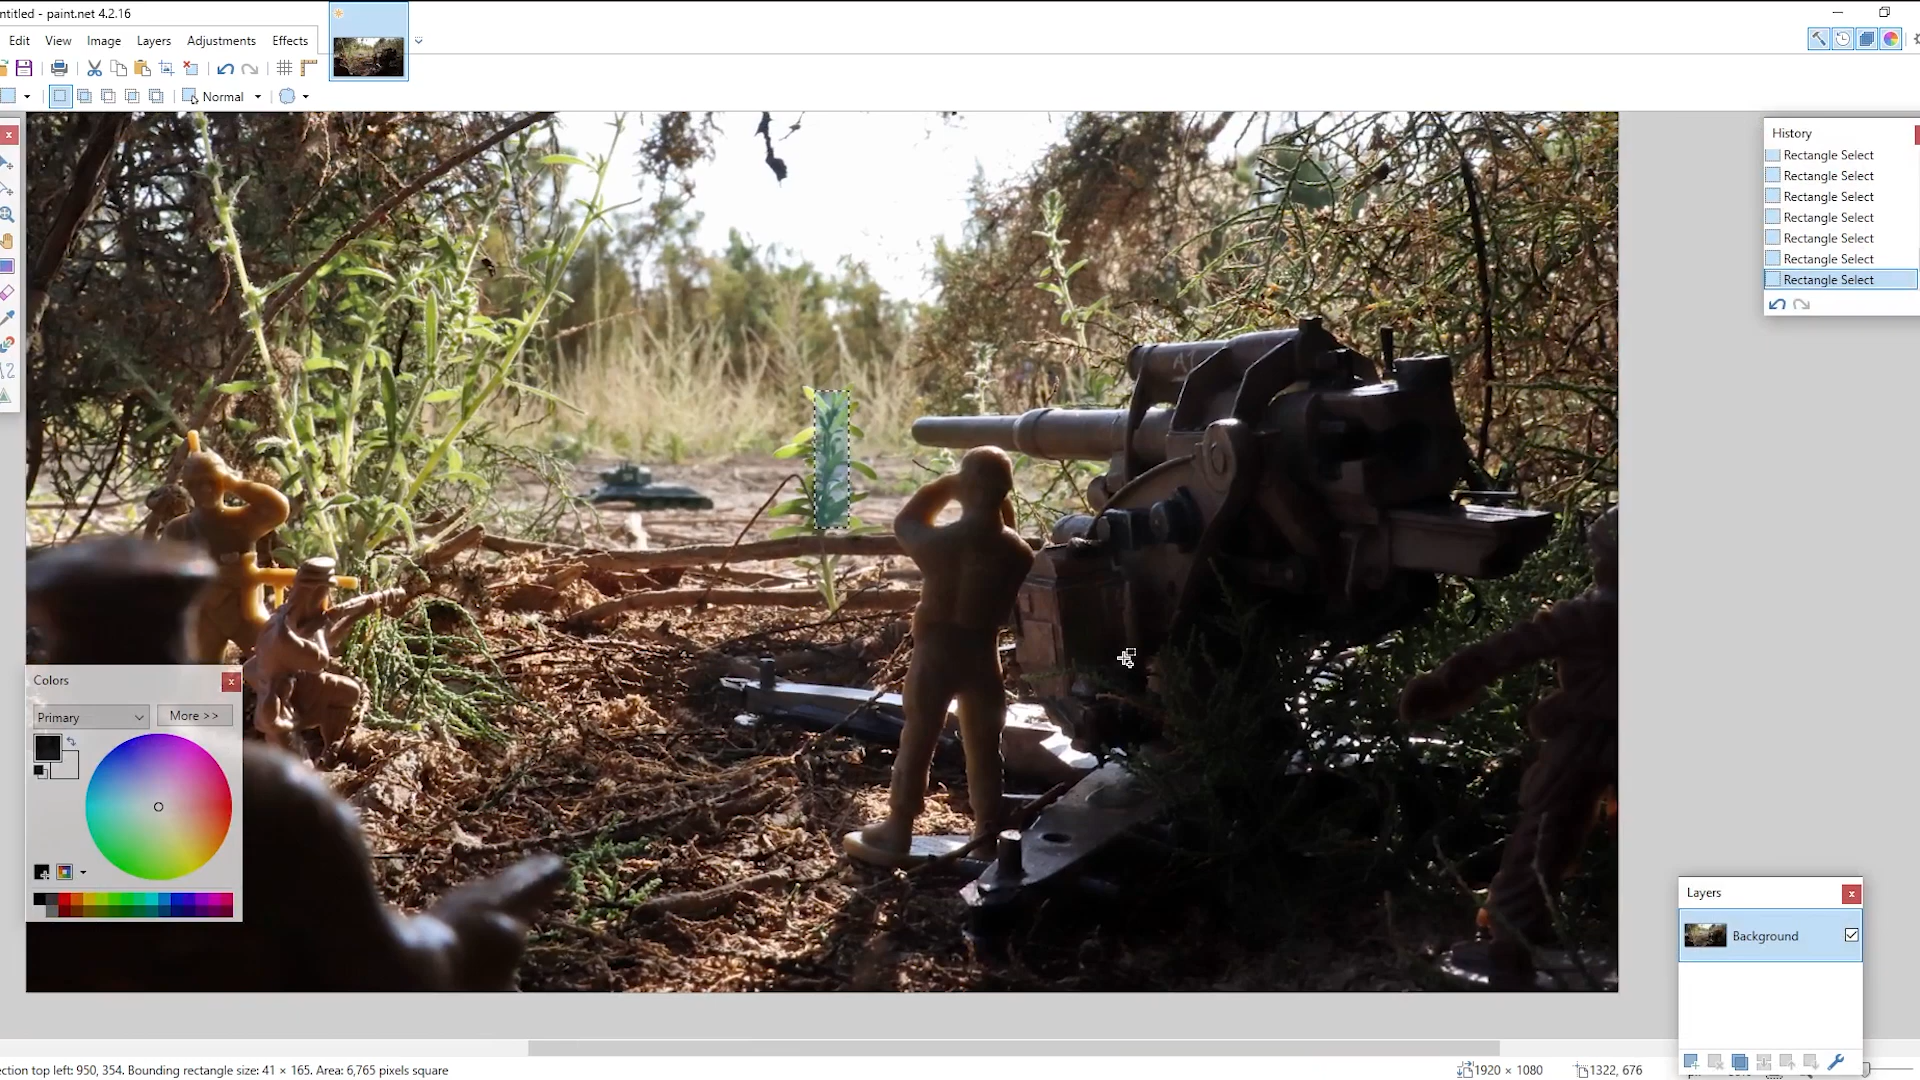 ntitled - paint.net 4.2.16
Edit View Image Layers Adjustments Effects
Normal
History
Rectangle Select
Rectangle Select
Rectangle Select
Rectangle Select
Rectangle Select
Rectangle Select
Rectangle Select
Colors
Primary
More >>
Layers
Background
ction top left: 950, 354. Bounding rectangle size: 41 × 165. Area: 6,765 pixels square
1920 × 1080
1322, 676